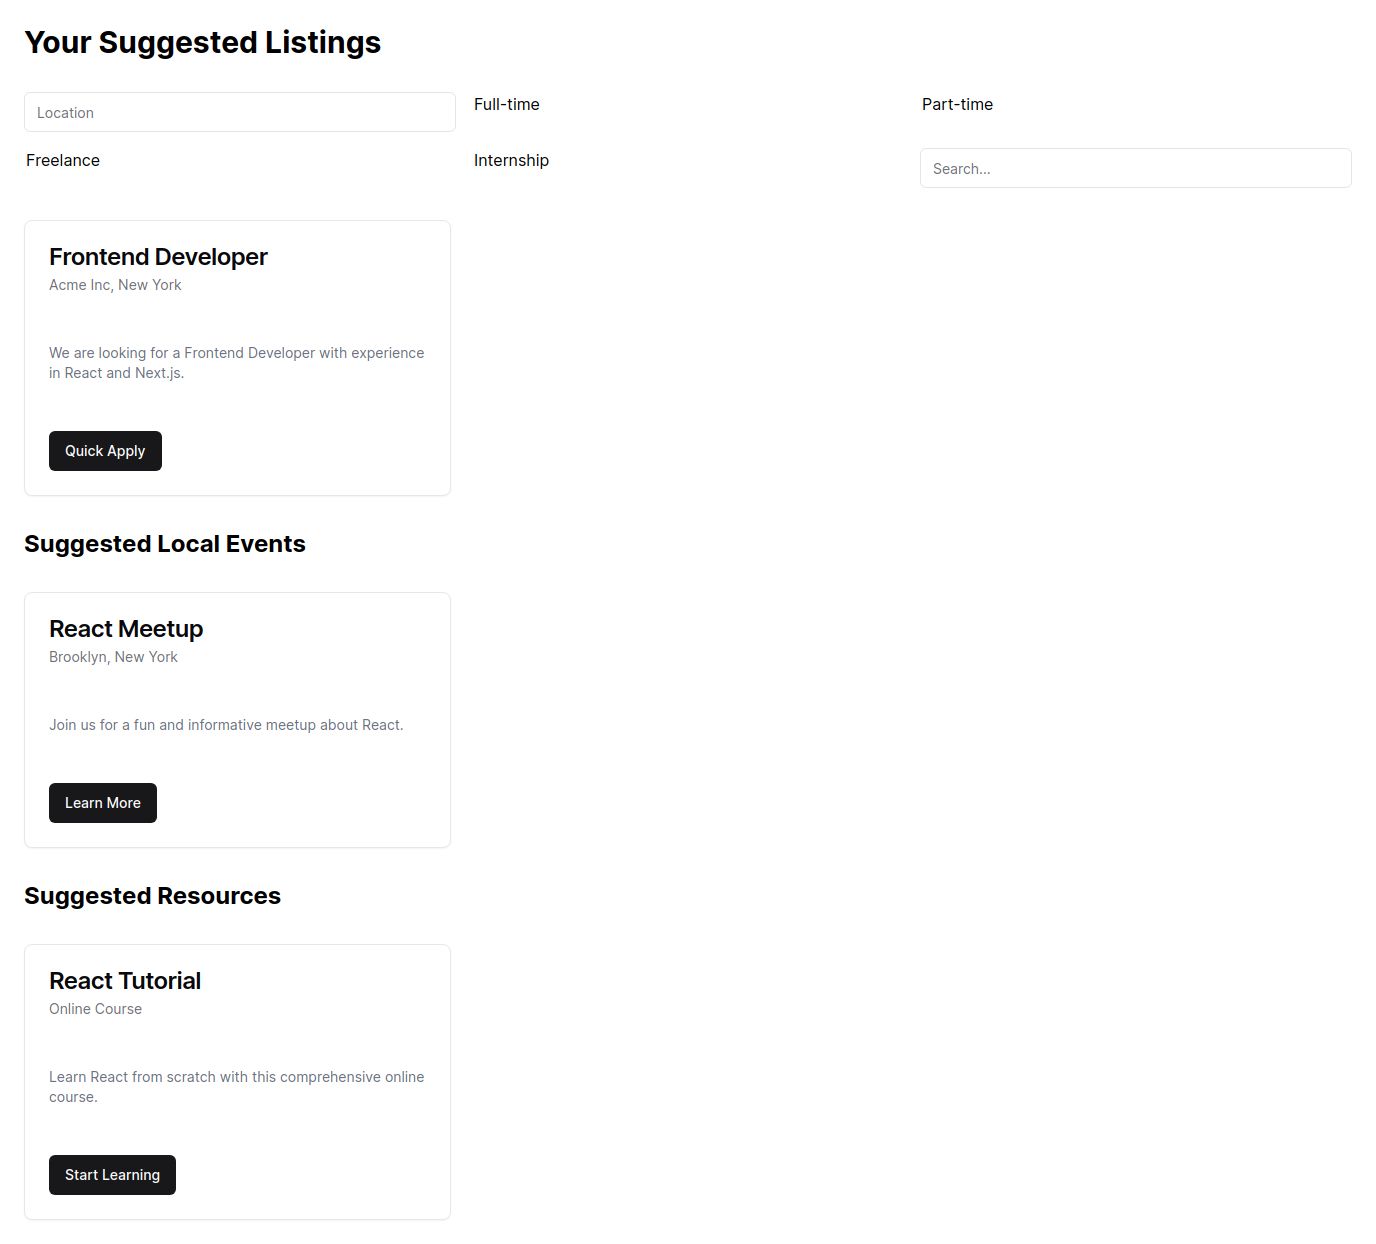 Your Suggested Listings
Location
Full-time
Part-time
Freelance
Internship
Search...
Frontend Developer
Acme Inc, New York
We are looking for a Frontend Developer with experience
in React and Next.js.
Quick Apply
Suggested Local Events
React Meetup
Brooklyn, New York
Join us for a fun and informative meetup about React.
Learn More
Suggested Resources
React Tutorial
Online Course
Learn React from scratch with this comprehensive online
course.
Start Learning